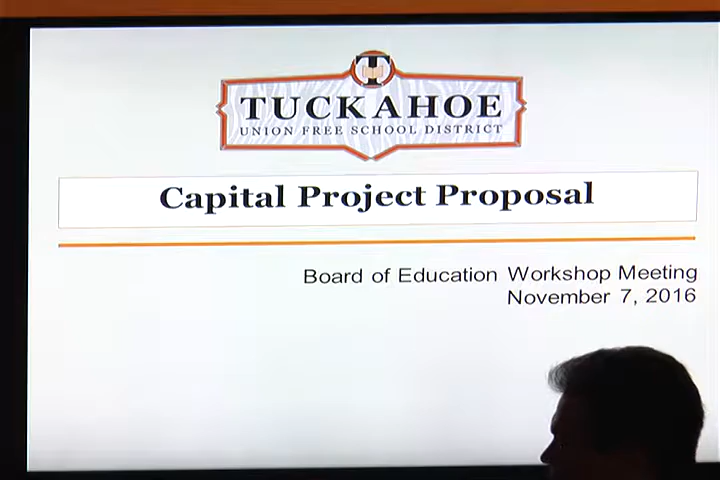 T
TUCKAHOE
UNION FREE SCHOOL DISTRICT
Capital Project Proposal
Board of Education Workshop Meeting
November 7, 2016